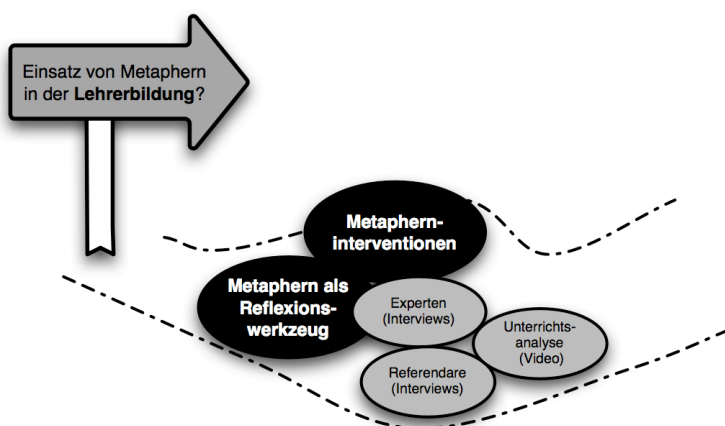 Einsatz von Metaphern
in der Lehrerbildung?
Metaphern-
interventionen
Metaphern als
Reflexions-
werkzeug
Experten
(Interviews)
Unterrichts-
analyse
(Video)
Referendare
(Interviews)